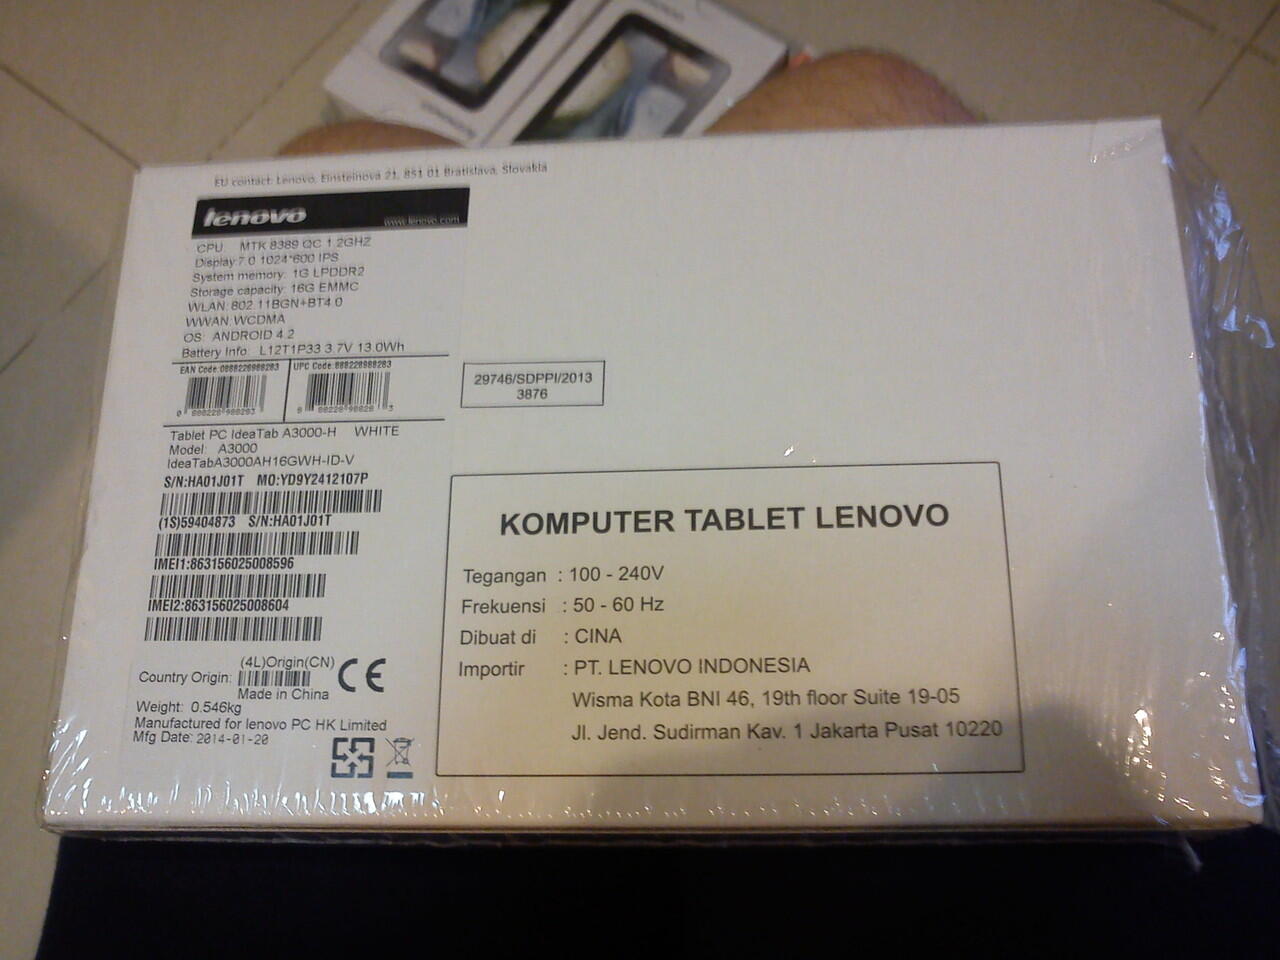 EU contact: Lenovo, Einsteinova 21, 851 01 Bratislava, Slovakia
lenovo www.lenovo.com
CPU: MTK 8389 QC 1.2GHZ
Display:7.0 1024*600 IPS
System memory: 1G LPDDR2
Storage capacity: 16G EMMC
WLAN:802.11BGN+BT4.0
WWAN:WCDMA
OS: ANDROID 4.2
Battery Info: L12T1P33 3.7V 13.0Wh
EAN Code:0888228988283 UPC Code:888228988283
Tablet PC IdeaTab A3000-H WHITE
Model: A3000
IdeaTabA3000AH16GWH-ID-V
S/N:HA01J01T MO:YD9Y2412107P
(1S)59404873 S/N:HA01J01T
IMEI1:863156025008596
IMEI2:863156025008604
(4L)Origin(CN)
Country Origin:
Made in China
CE
Weight: 0.546kg
Manufactured for lenovo PC HK Limited
Mfg Date: 2014-01-20
29746/SDPPI/2013
3876
KOMPUTER TABLET LENOVO
Tegangan : 100 - 240V
Frekuensi : 50 - 60 Hz
Dibuat di : CINA
Importir : PT. LENOVO INDONESIA
Wisma Kota BNI 46, 19th floor Suite 19-05
Jl. Jend. Sudirman Kav. 1 Jakarta Pusat 10220